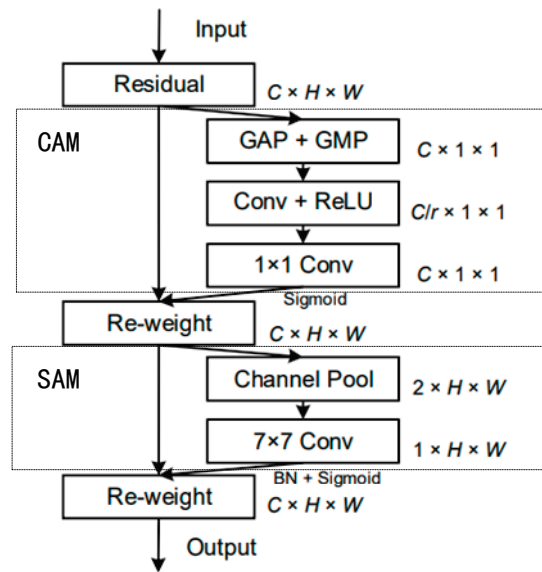 Input
Residual
C × H × W
CAM
GAP + GMP
C × 1 × 1
Conv + ReLU
C/r × 1 × 1
1×1 Conv
C × 1 × 1
Sigmoid
Re-weight
C × H × W
SAM
Channel Pool
2 × H × W
7×7 Conv
1 × H × W
BN + Sigmoid
Re-weight
C × H × W
Output